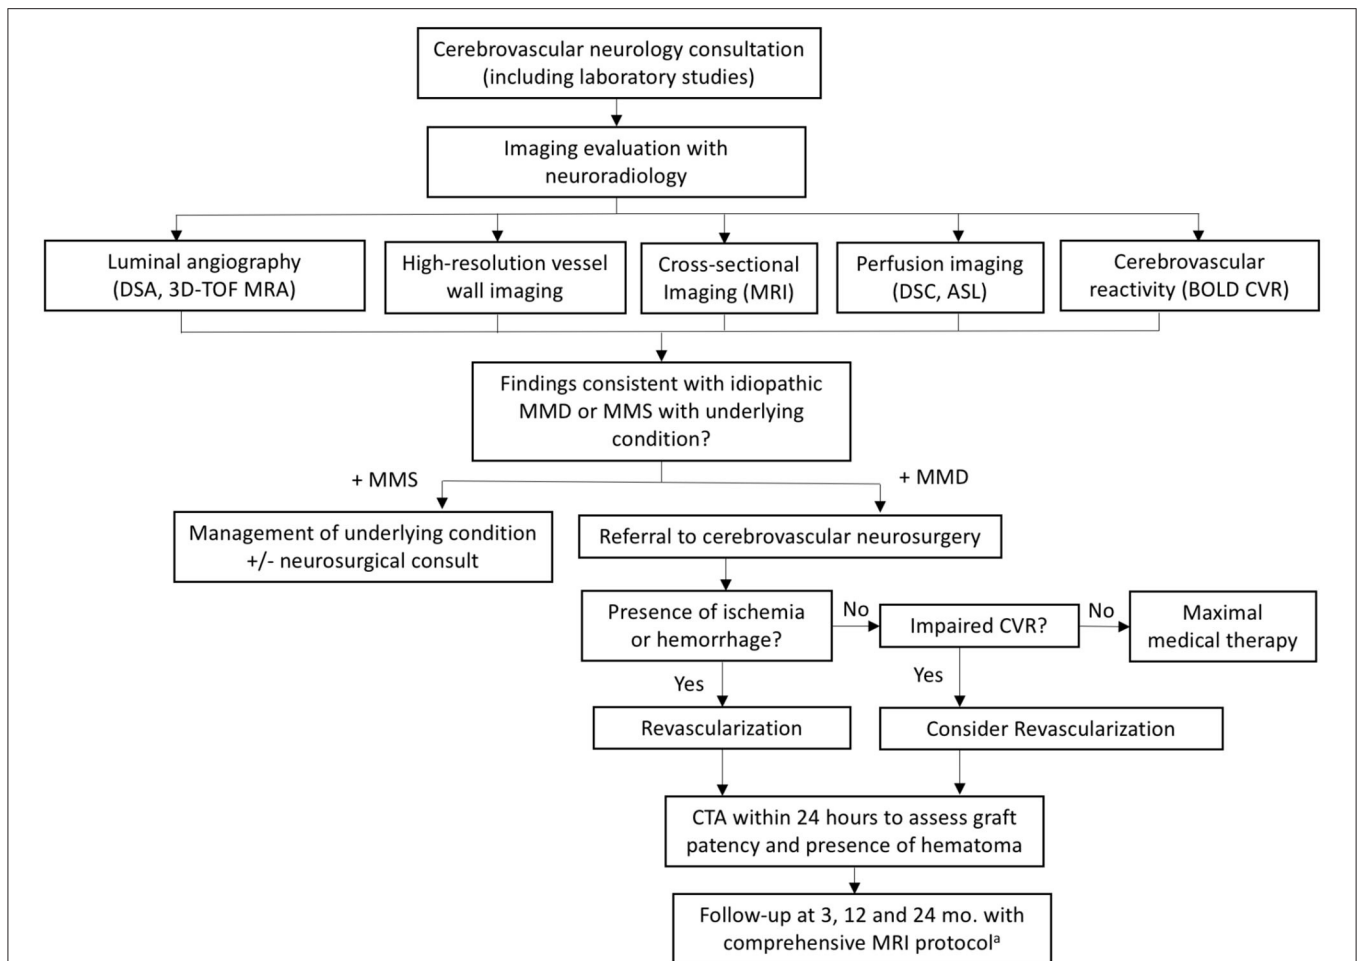 Cerebrovascular neurology consultation
(including laboratory studies)
Imaging evaluation with
neuroradiology
Luminal angiography
(DSA, 3D-TOF MRA)
High-resolution vessel
wall imaging
Cross-sectional
Imaging (MRI)
Perfusion imaging
(DSC, ASL)
Cerebrovascular
reactivity (BOLD CVR)
Findings consistent with idiopathic
MMD or MMS with underlying
condition?
+ MMS
+ MMD
Management of underlying condition
+/- neurosurgical consult
Referral to cerebrovascular neurosurgery
Presence of ischemia
or hemorrhage?
No
Impaired CVR?
No
Maximal
medical therapy
Yes
Yes
Revascularization
Consider Revascularization
CTA within 24 hours to assess graft
patency and presence of hematoma
Follow-up at 3, 12 and 24 mo. with
comprehensive MRI protocolᵃ